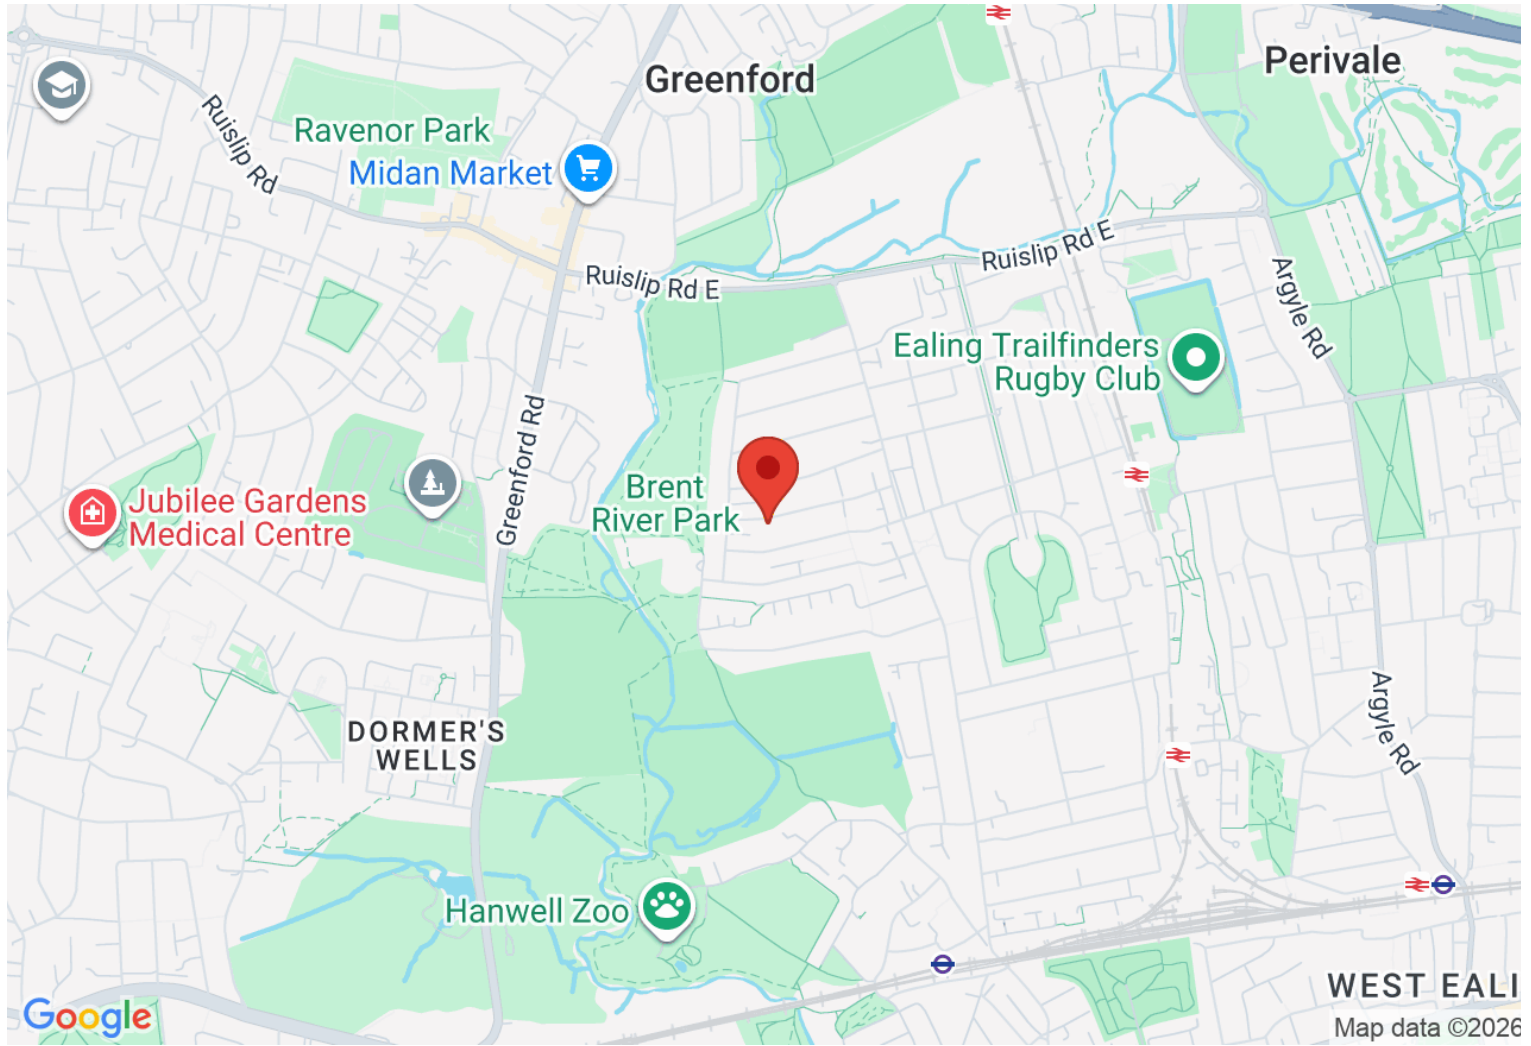 Greenford
Perivale
Ruislip Rd
Ravenor Park
Midan Market
Ruislip Rd E
Ruislip Rd E
Argyle Rd
Ealing Trailfinders
Rugby Club
Greenford Rd
Brent
River Park
Jubilee Gardens
Medical Centre
DORMER'S
WELLS
Argyle Rd
Hanwell Zoo
WEST EALI
Google
Map data ©2026